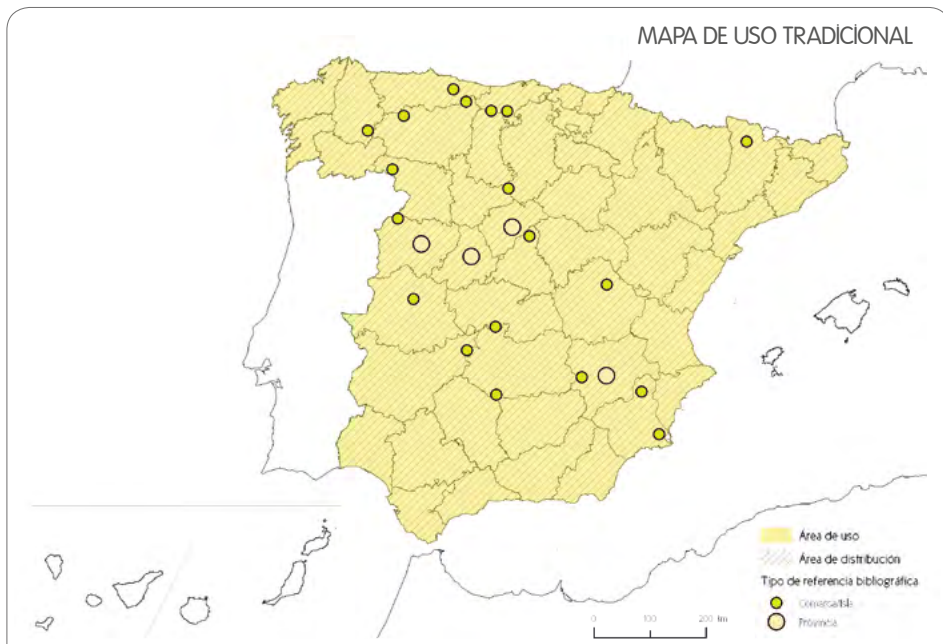 MAPA DE USO TRADICIONAL
Área de uso
Área de distribución
Tipo de referencia bibliográfica
Comarca/Isla
Provincia
0 100 200 km